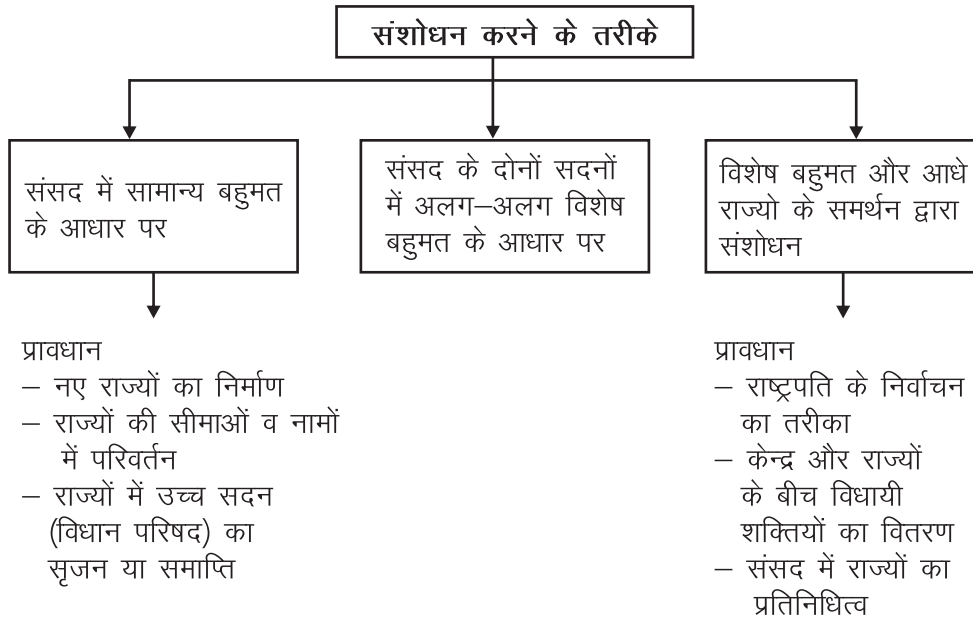 संशोधन करने के तरीके
संसद में सामान्य बहुमत
के आधार पर
संसद के दोनों सदनों
में अलग–अलग विशेष
बहुमत के आधार पर
विशेष बहुमत और आधे
राज्यो के समर्थन द्वारा
संशोधन
प्रावधान
– नए राज्यों का निर्माण
– राज्यों की सीमाओं व नामों
में परिवर्तन
– राज्यों में उच्च सदन
(विधान परिषद) का
सृजन या समाप्ति
प्रावधान
– राष्ट्रपति के निर्वाचन
का तरीका
– केन्द्र और राज्यों
के बीच विधायी
शक्तियों का वितरण
– संसद में राज्यों का
प्रतिनिधित्व